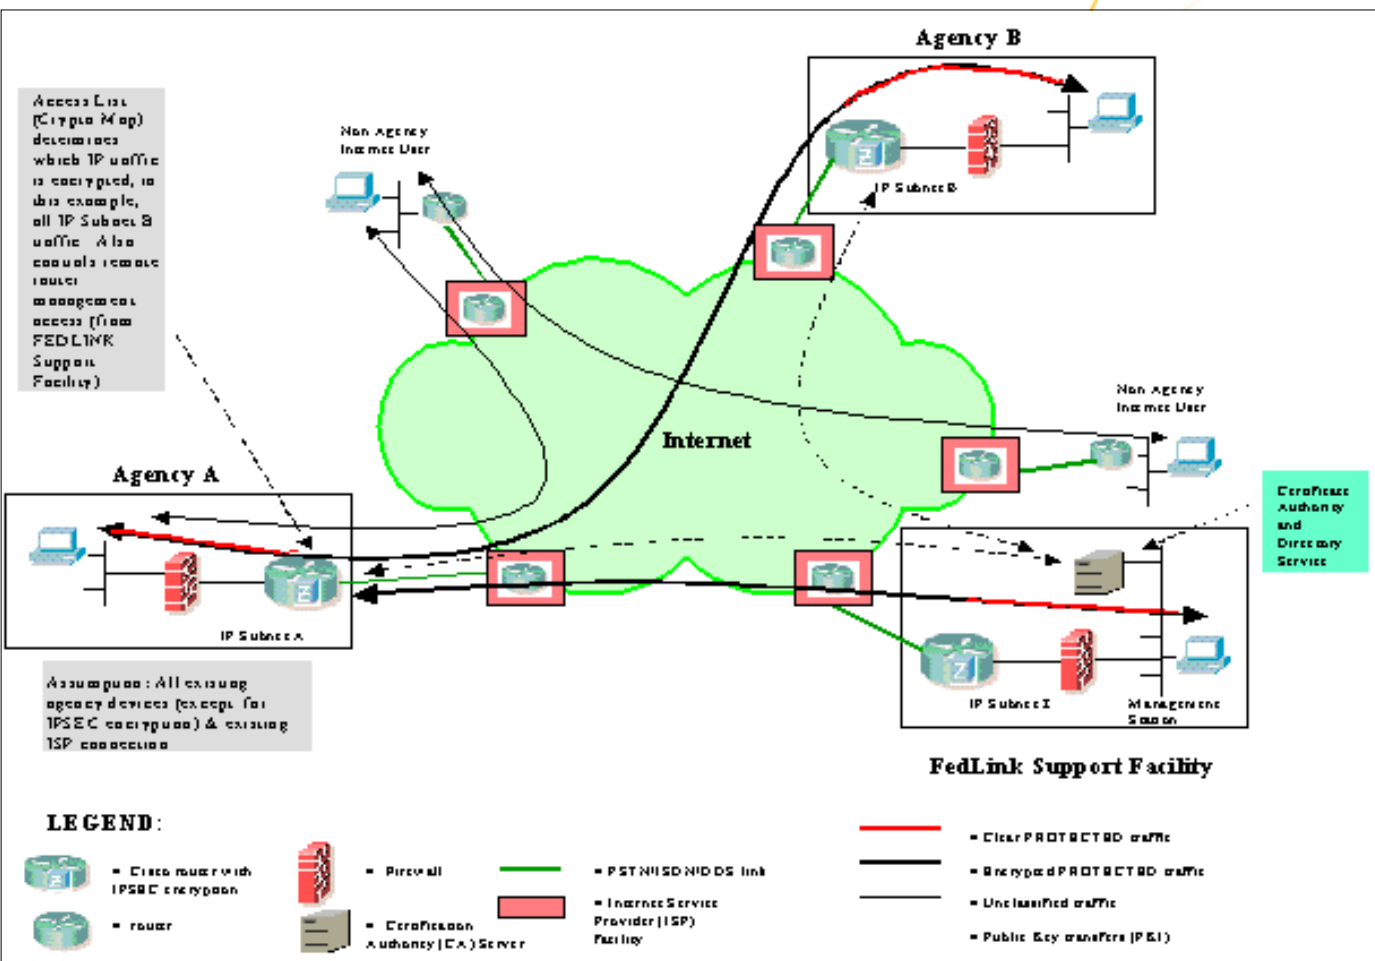 Agency B
Access List
(Crypto Map)
determines
which IP traffic
is encrypted, in
this example,
all IP Subnet B
traffic. Also
controls remote
router
management
access (from
FEDLINK
Support
Facility)
Non Agency
Internet User
IP Subnet B
Internet
Non Agency
Internet User
Agency A
Certificate
Authority
and
Directory
Service
IP Subnet A
Assumption: All existing
agency devices (except for
IPSEC encryption) & existing
ISP connection
IP Subnet Z
Management
Station
FedLink Support Facility
LEGEND:
= Cisco router with
IPSEC encryption
= router
= Firewall
= Certification
Authority (CA) Server
= PSTN/ISDN/DDS link
= Internet Service
Provider (ISP)
Facility
= Clear PROTECTED traffic
= Encrypted PROTECTED traffic
= Unclassified traffic
= Public Key transfers (PKI)